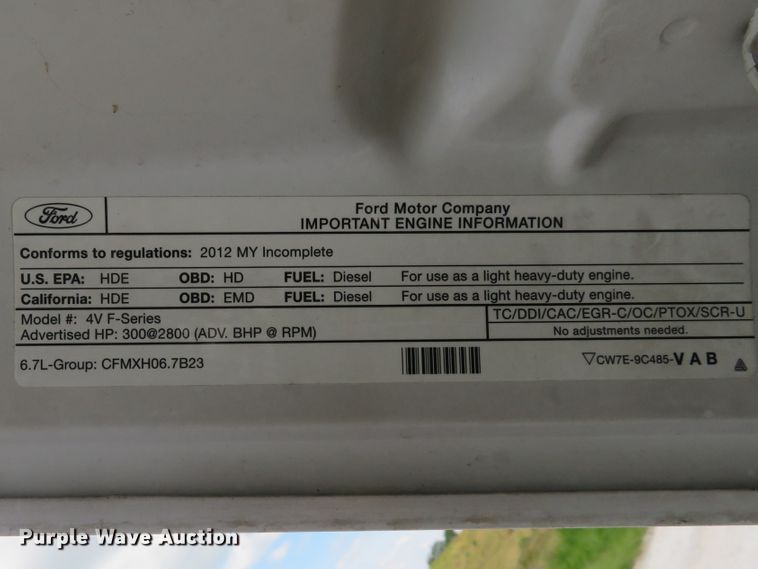 Ford
Ford Motor Company
IMPORTANT ENGINE INFORMATION
Conforms to regulations: 2012 MY Incomplete
U.S. EPA: HDE OBD: HD FUEL: Diesel For use as a light heavy-duty engine.
California: HDE OBD: EMD FUEL: Diesel For use as a light heavy-duty engine.
Model #: 4V F-Series
Advertised HP: 300@2800 (ADV. BHP @ RPM)
TC/DDI/CAC/EGR-C/OC/PTOX/SCR-U
No adjustments needed.
6.7L-Group: CFMXH06.7B23
▽CW7E-9C485-VAB
Purple Wave Auction